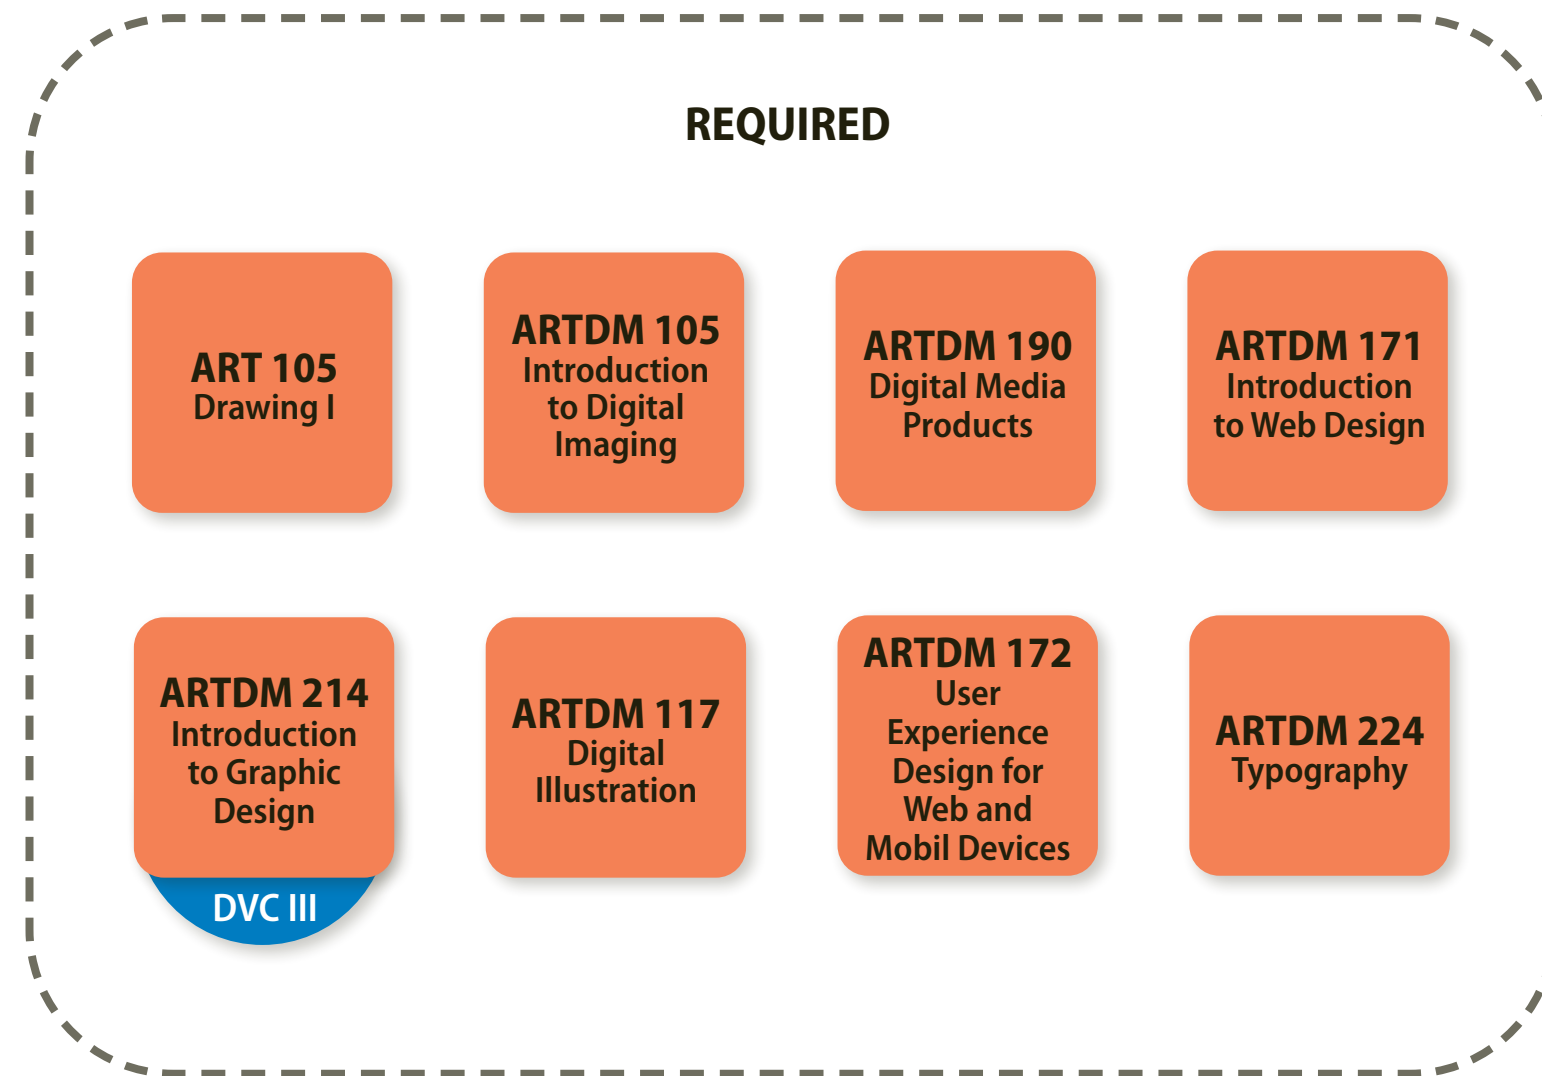 REQUIRED
ART 105
Drawing I
ARTDM 105
Introduction
to Digital
Imaging
ARTDM 190
Digital Media
Products
ARTDM 171
Introduction
to Web Design
ARTDM 214
Introduction
to Graphic
Design
DVC III
ARTDM 117
Digital
Illustration
ARTDM 172
User
Experience
Design for
Web and
Mobil Devices
ARTDM 224
Typography